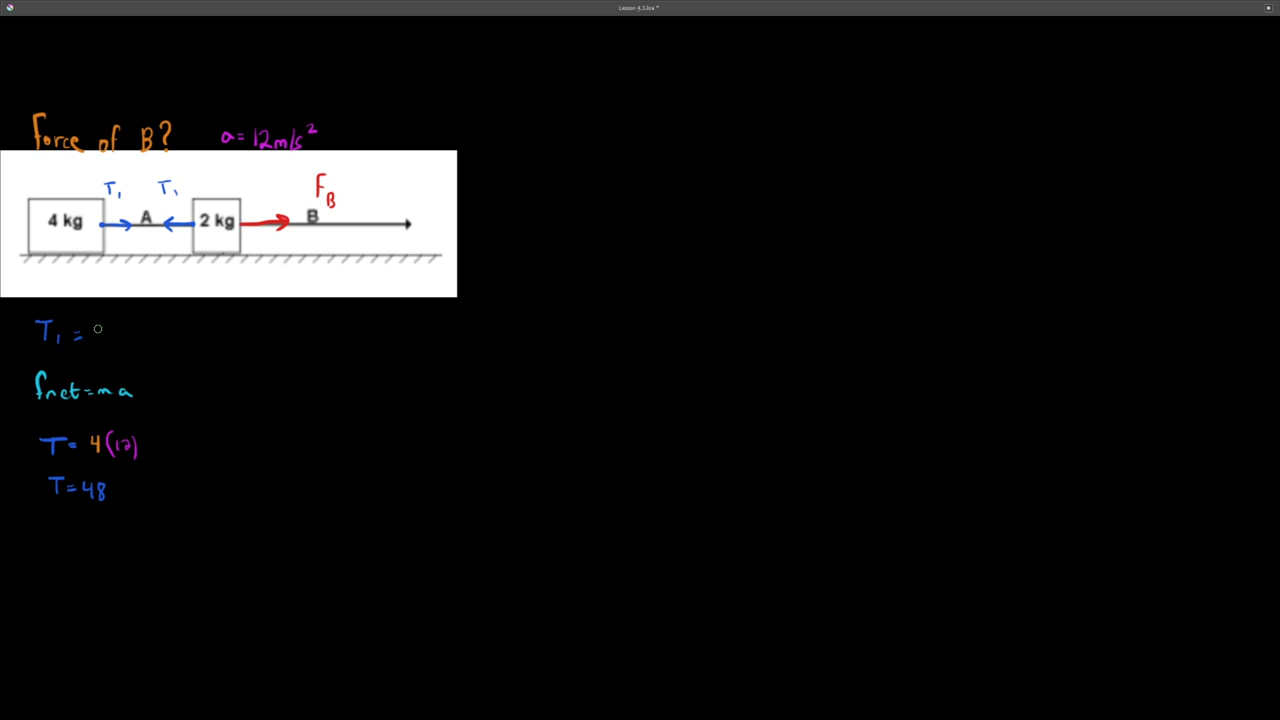 Lesson 4.3.kra *
Force of B? a = 12m/s²
T₁ T₁ F_B
4 kg A 2 kg B
T₁ =
fnet = ma
T = 4(12)
T = 48